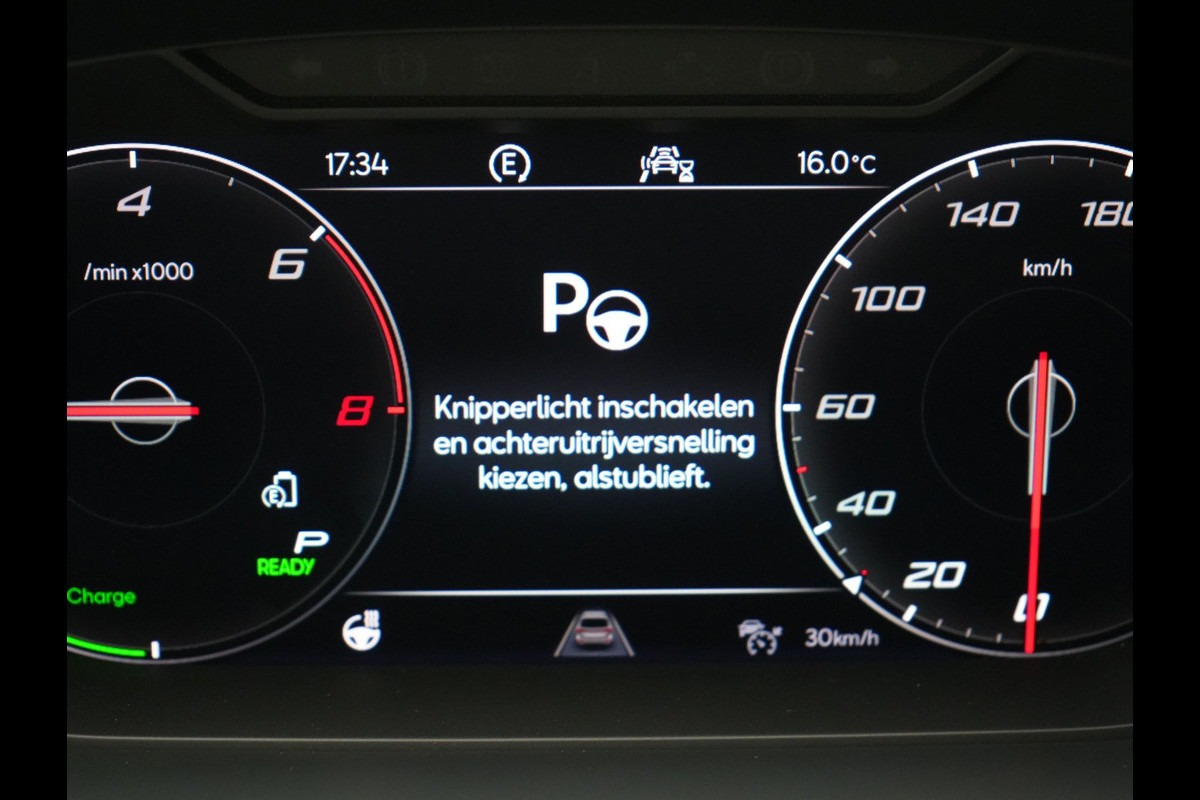 17:34
E
16.0°C
4
6
8
/min x1000
E
P
READY
Charge
P
Knipperlicht inschakelen
en achteruitrijversnelling
kiezen, alstublieft.
30km/h
180
140
100
60
40
20
0
km/h